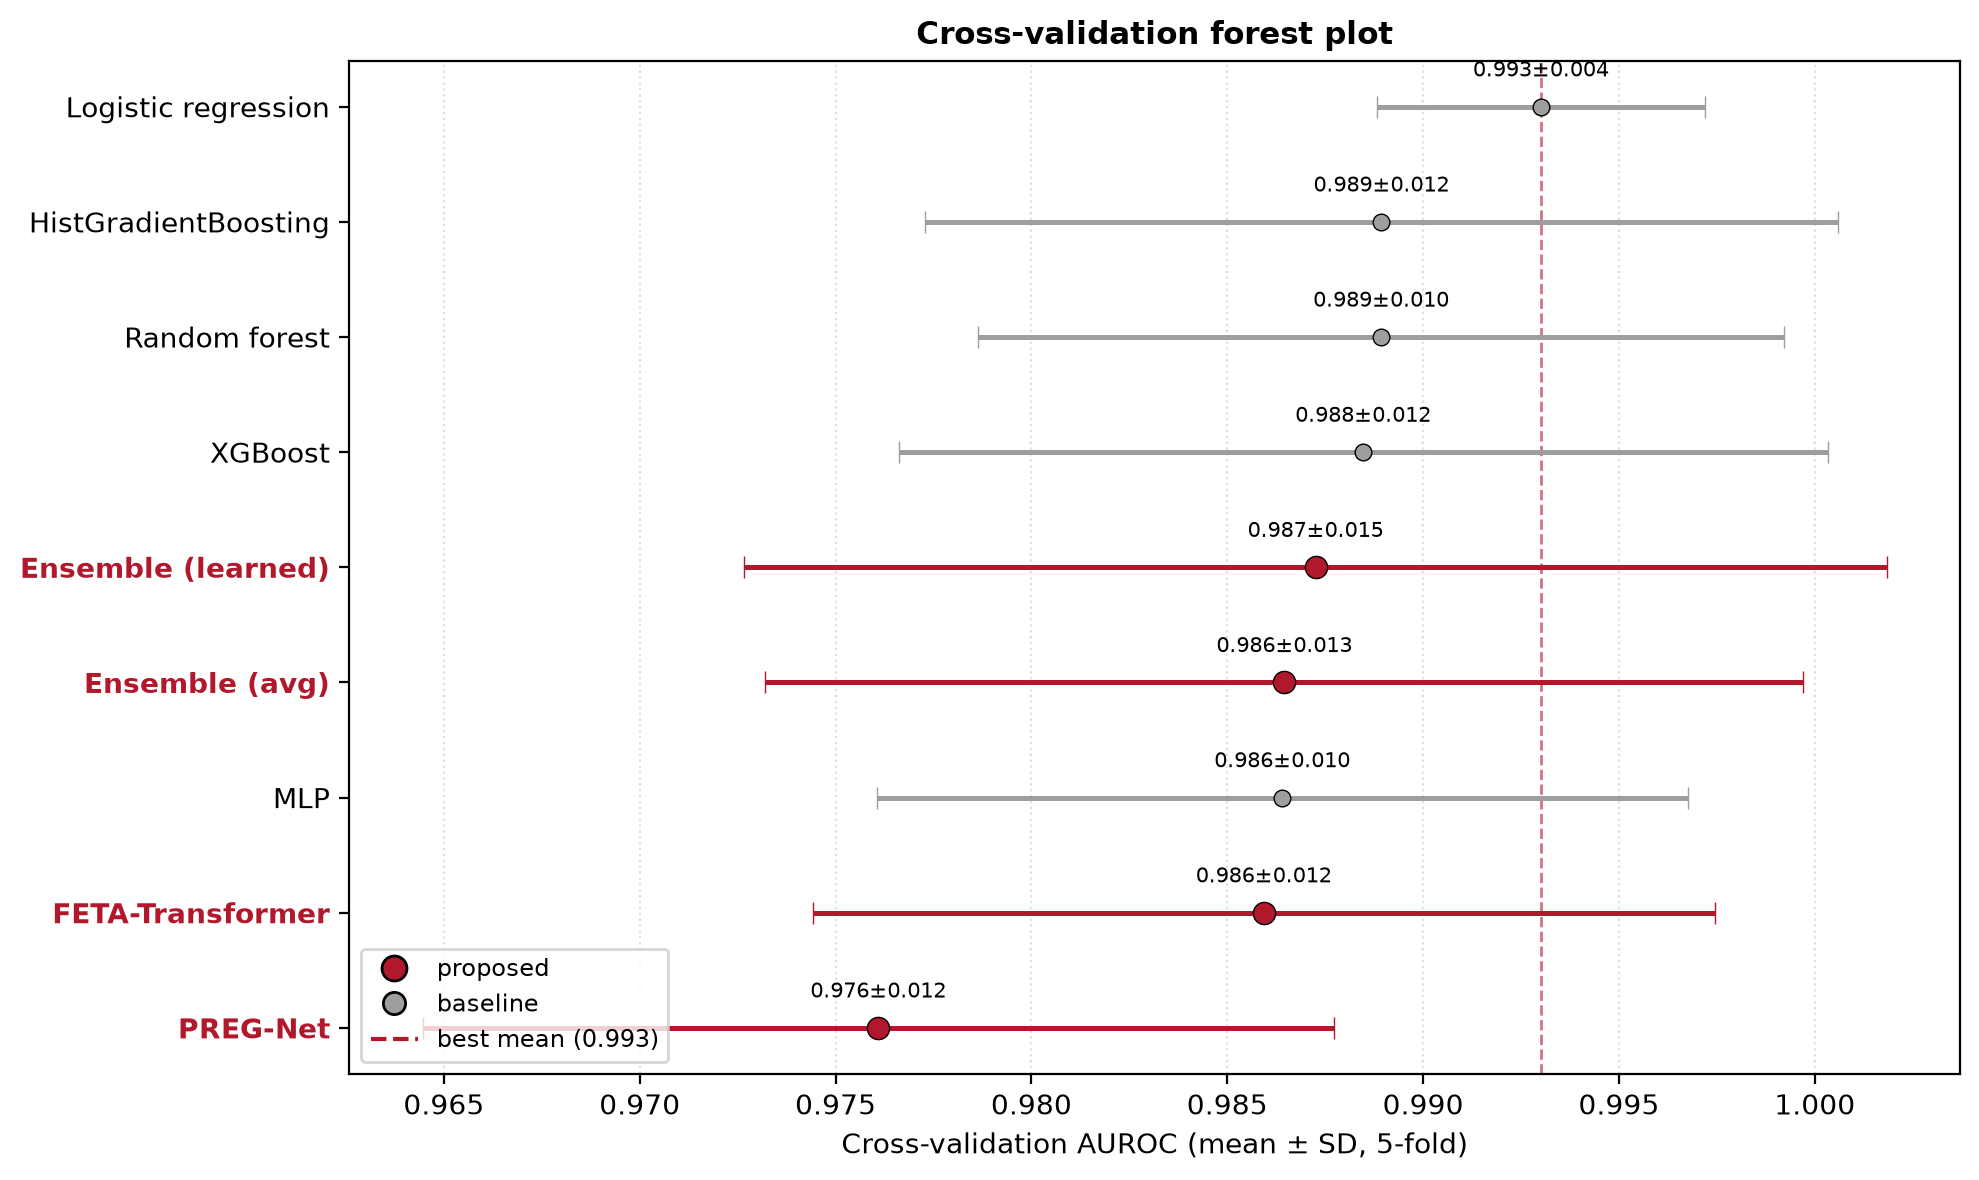 Cross-validation forest plot
0.993±0.004
Logistic regression
0.989±0.012
HistGradientBoosting
0.989±0.010
Random forest
0.988±0.012
XGBoost
0.987±0.015
Ensemble (learned)
0.986±0.013
Ensemble (avg)
0.986±0.010
MLP
0.986±0.012
FETA-Transformer
0.976±0.012
PREG-Net
proposed
baseline
best mean (0.993)
0.965 0.970 0.975 0.980 0.985 0.990 0.995 1.000
Cross-validation AUROC (mean ± SD, 5-fold)